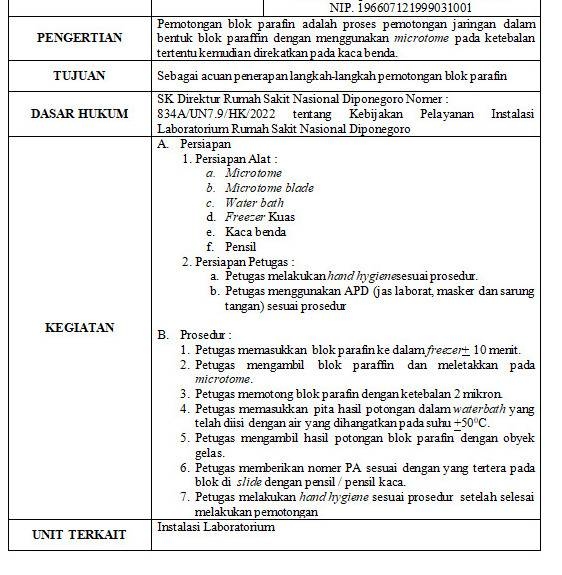 NIP. 196607121999031001
PENGERTIAN
Pemotongan blok parafin adalah proses pemotongan jaringan dalam
bentuk blok paraffin dengan menggunakan microtome pada ketebalan
tertentu kemudian direkatkan pada kaca benda.
TUJUAN
Sebagai acuan penerapan langkah-langkah pemotongan blok parafin
DASAR HUKUM
SK Direktur Rumah Sakit Nasional Diponegoro Nomer :
834A/UN7.9/HK/2022 tentang Kebijakan Pelayanan Instalasi
Laboratorium Rumah Sakit Nasional Diponegoro
KEGIATAN
A. Persiapan
1. Persiapan Alat :
a. Microtome
b. Microtome blade
c. Water bath
d. Freezer Kuas
e. Kaca benda
f. Pensil
2. Persiapan Petugas :
a. Petugas melakukan hand hygiene sesuai prosedur.
b. Petugas menggunakan APD (jas laborat, masker dan sarung
tangan) sesuai prosedur
B. Prosedur :
1. Petugas memasukkan blok parafin ke dalam freezer ± 10 menit.
2. Petugas mengambil blok paraffin dan meletakkan pada
microtome.
3. Petugas memotong blok parafin dengan ketebalan 2 mikron.
4. Petugas memasukkan pita hasil potongan dalam waterbath yang
telah diisi dengan air yang dihangatkan pada suhu ±50⁰C.
5. Petugas mengambil hasil potongan blok parafin dengan obyek
gelas.
6. Petugas memberikan nomer PA sesuai dengan yang tertera pada
blok di slide dengan pensil / pensil kaca.
7. Petugas melakukan hand hygiene sesuai prosedur setelah selesai
melakukan pemotongan
UNIT TERKAIT
Instalasi Laboratorium